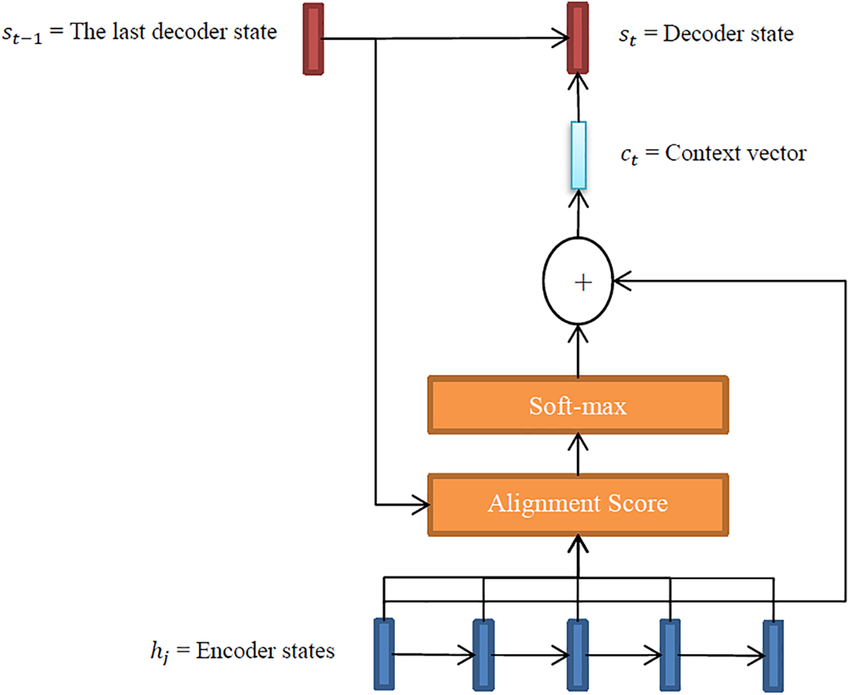 s_{t−1} = The last decoder state
s_t = Decoder state
c_t = Context vector
+
Soft-max
Alignment Score
h_j = Encoder states